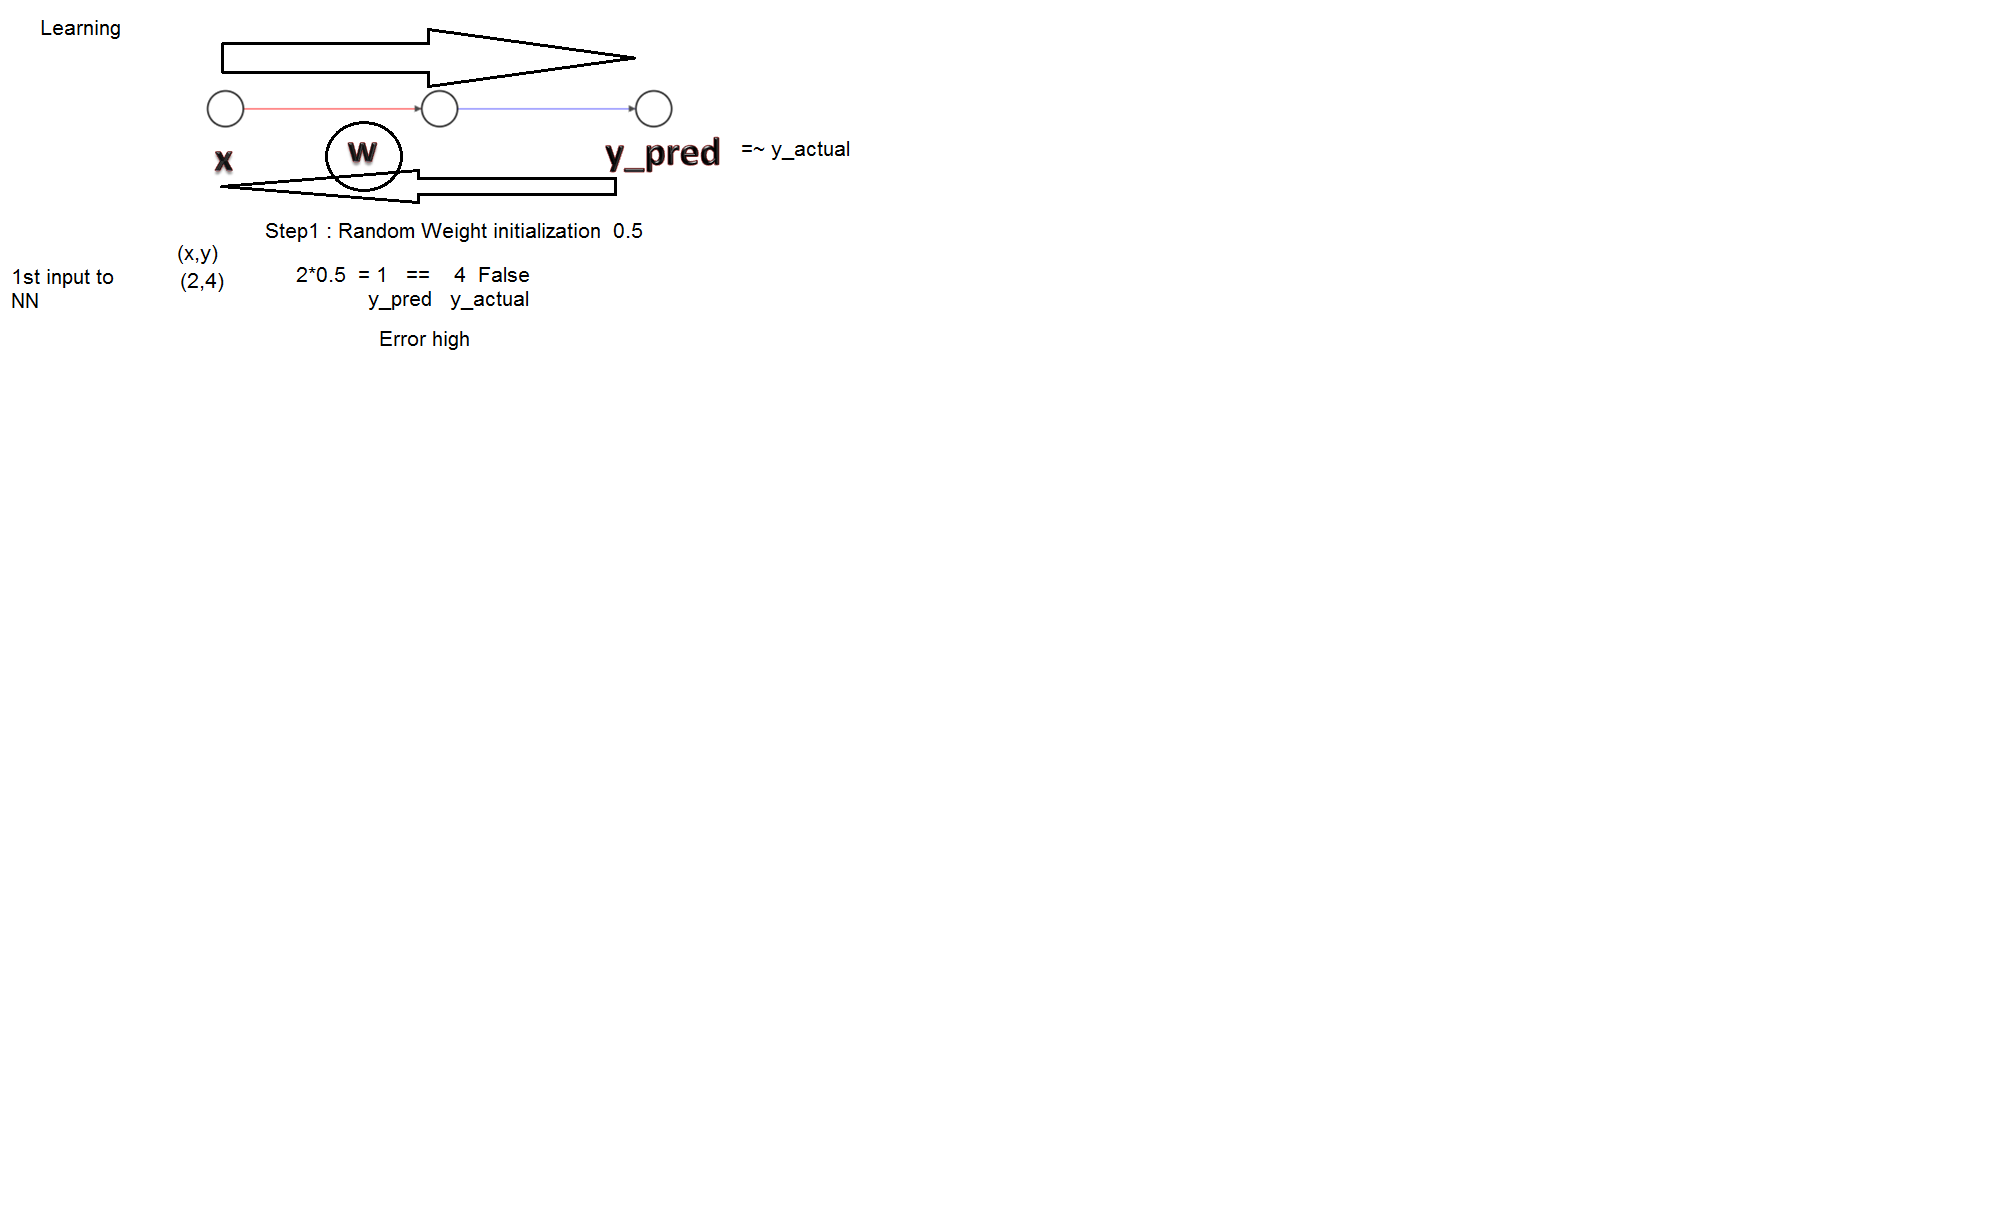 Learning
x
w
y_pred =~ y_actual
Step1 : Random Weight initialization 0.5
(x,y)
1st input to
NN
(2,4)
2*0.5 = 1 == 4 False
y_pred y_actual
Error high